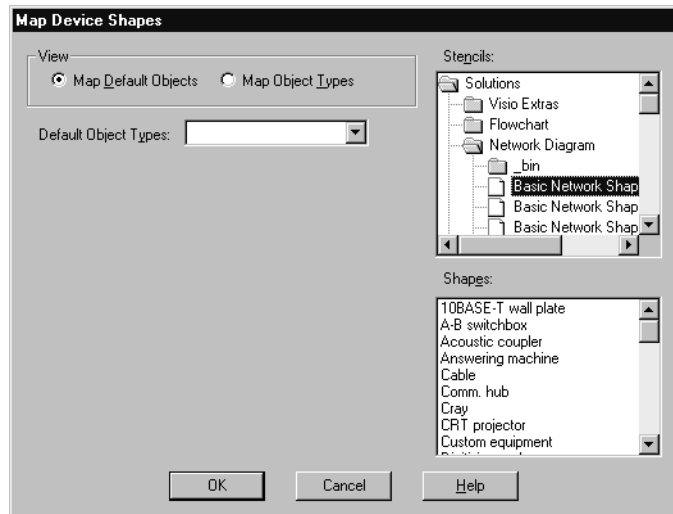 Map Device Shapes
View
Map Default Objects
Map Object Types
Default Object Types:
Stencils:
Solutions
Visio Extras
Flowchart
Network Diagram
_bin
Basic Network Shap
Basic Network Shap
Basic Network Shap
Shapes:
10BASE-T wall plate
A-B switchbox
Acoustic coupler
Answering machine
Cable
Comm. hub
Cray
CRT projector
Custom equipment
OK
Cancel
Help